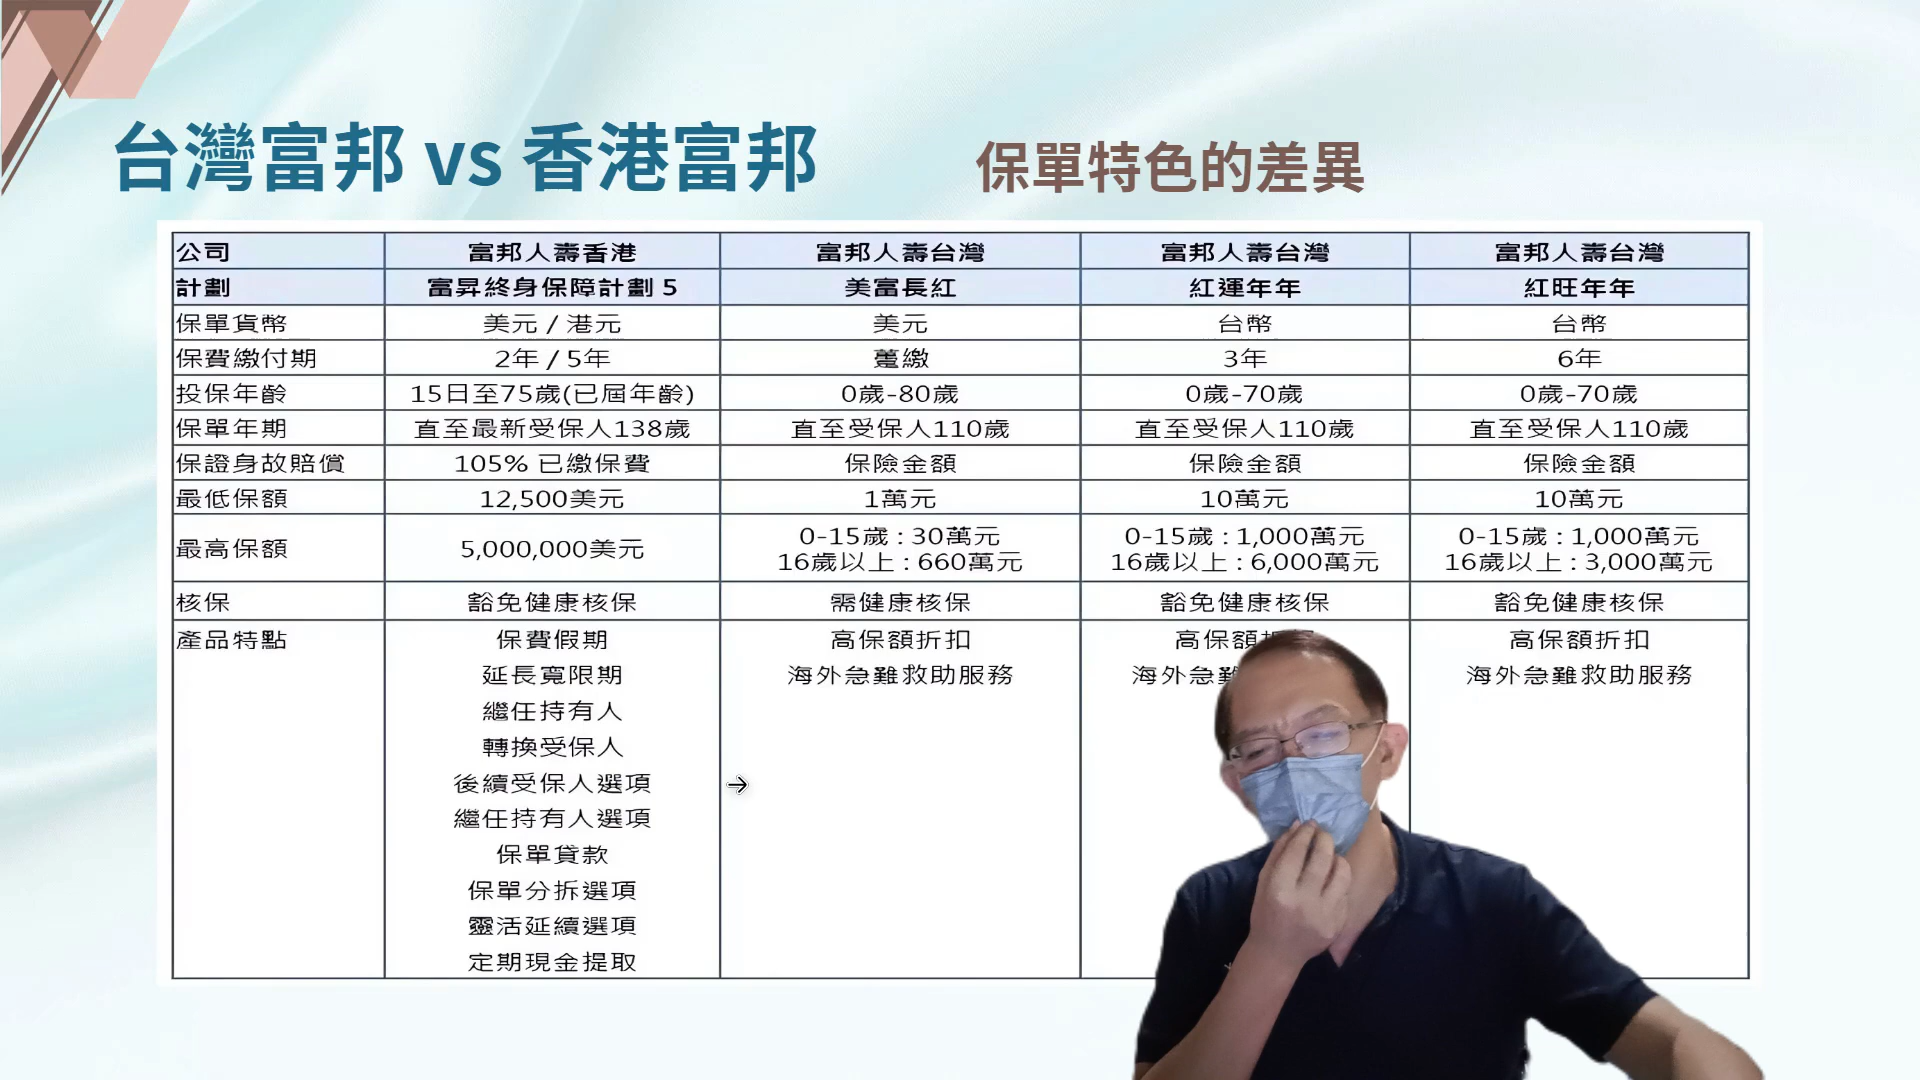 台灣富邦 vs 香港富邦 保單特色的差異
公司 富邦人壽香港 富邦人壽台灣 富邦人壽台灣 富邦人壽台灣
計劃 富昇終身保障計劃 5 美富長紅 紅運年年 紅旺年年
保單貨幣 美元 / 港元 美元 台幣 台幣
保費繳付期 2年 / 5年 躉繳 3年 6年
投保年齡 15日至75歲(已屆年齡) 0歲-80歲 0歲-70歲 0歲-70歲
保單年期 直至最新受保人138歲 直至受保人110歲 直至受保人110歲 直至受保人110歲
保證身故賠償 105% 已繳保費 保險金額 保險金額 保險金額
最低保額 12,500美元 1萬元 10萬元 10萬元
最高保額 5,000,000美元 0-15歲 : 30萬元 0-15歲 : 1,000萬元 0-15歲 : 1,000萬元
16歲以上 : 660萬元 16歲以上 : 6,000萬元 16歲以上 : 3,000萬元
核保 豁免健康核保 需健康核保 豁免健康核保 豁免健康核保
產品特點 保費假期 高保額折扣 高保額 高保額折扣
延長寬限期 海外急難救助服務 海外急 海外急難救助服務
繼任持有人
轉換受保人
後續受保人選項
繼任持有人選項
保單貸款
保單分拆選項
靈活延續選項
定期現金提取